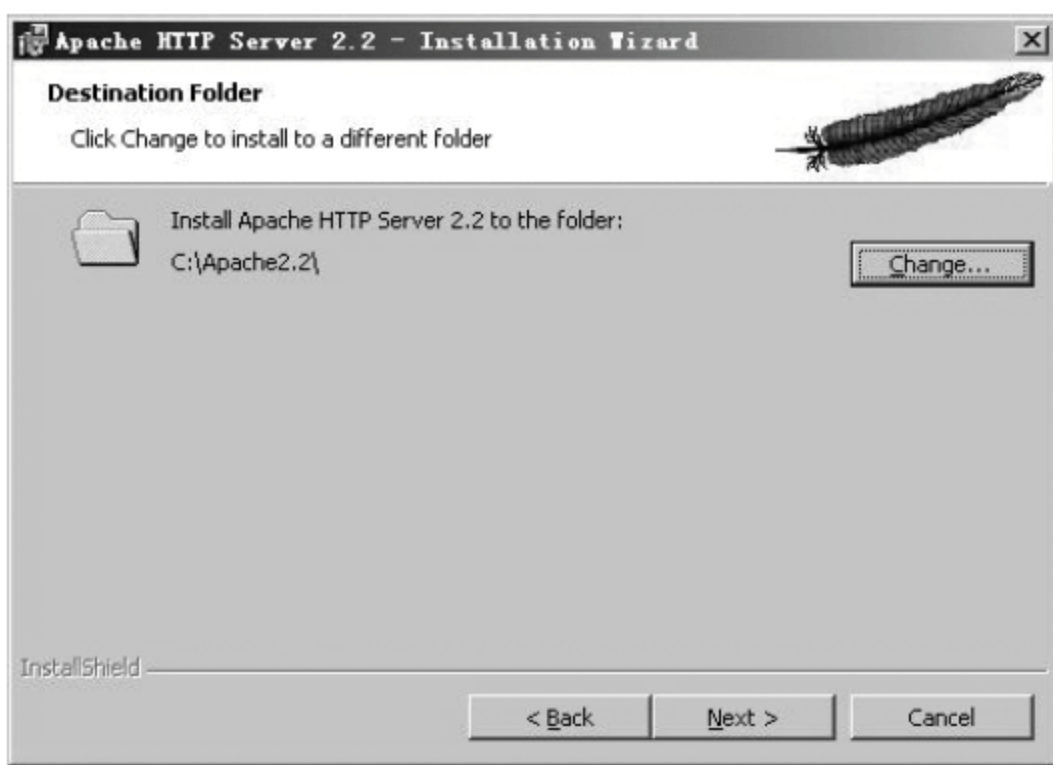 Apache HTTP Server 2.2 - Installation Wizard
Destination Folder
Click Change to install to a different folder
Install Apache HTTP Server 2.2 to the folder:
C:\Apache2.2\
Change...
InstallShield
< Back
Next >
Cancel